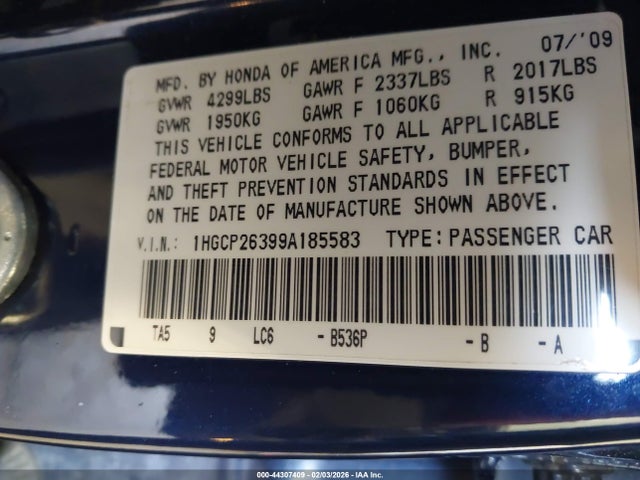 MFD. BY HONDA OF AMERICA MFG., INC. 07/'09
GVWR 4299LBS GAWR F 2337LBS R 2017LBS
GVWR 1950KG GAWR F 1060KG R 915KG
THIS VEHICLE CONFORMS TO ALL APPLICABLE
FEDERAL MOTOR VEHICLE SAFETY, BUMPER,
AND THEFT PREVENTION STANDARDS IN EFFECT
ON THE DATE OF MANUFACTURE SHOWN ABOVE.
V.I.N.: 1HGCP26399A185583 TYPE: PASSENGER CAR
TA5 9 LC6 - B536P - B - A
000-44307409 - 02/03/2026 - IAA Inc.